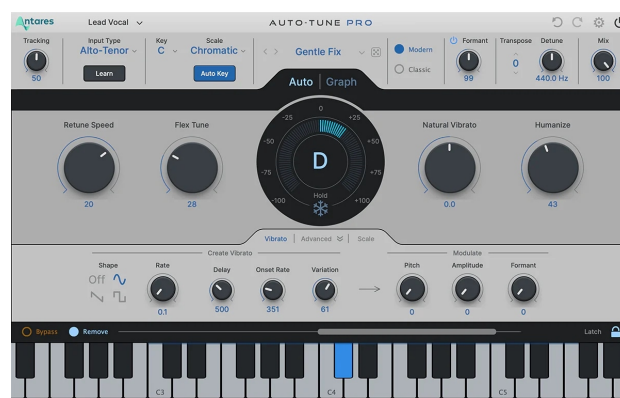 Antares Lead Vocal AUTO-TUNE PRO
Tracking Input Type Key Scale Formant Transpose Detune Mix
Alto-Tenor C Chromatic < > Gentle Fix Modern
Learn Auto Key Classic 0
50 99 440.0 Hz 100
Auto | Graph
Retune Speed Flex Tune Natural Vibrato Humanize
0
-25 +25
-50 +50
D
-75 +75
-100 Hold +100
20 28 0.0 43
Vibrato | Advanced | Scale
Create Vibrato Modulate
Shape Rate Delay Onset Rate Variation Pitch Amplitude Formant
Off
0.1 500 351 61 0 0 0
Bypass Remove Latch
C3 C4 C5